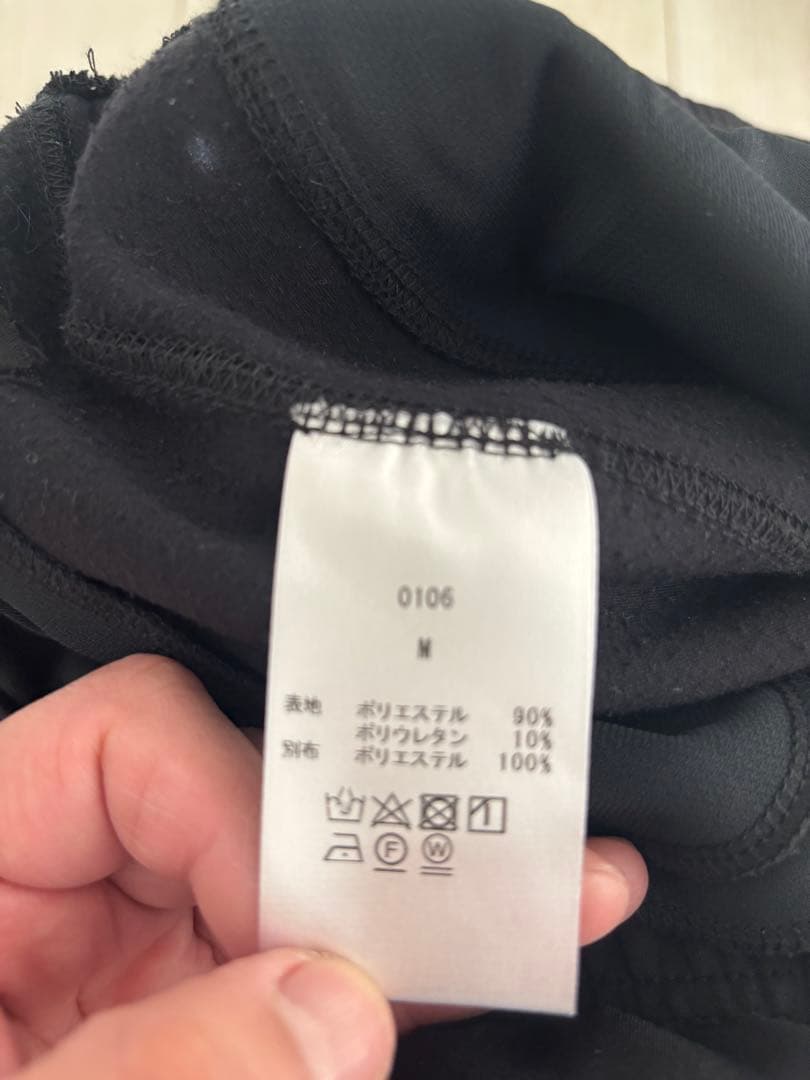 0106
M
表地 ポリエステル 90%
ポリウレタン 10%
別布 ポリエステル 100%
F W